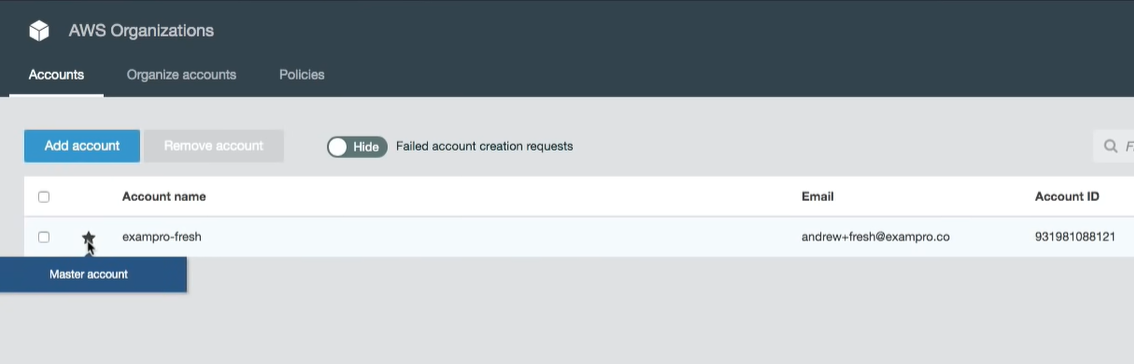 AWS Organizations
Accounts Organize accounts Policies
Add account Remove account Hide Failed account creation requests
Account name Email Account ID
exampro-fresh andrew+fresh@exampro.co 931981088121
Master account